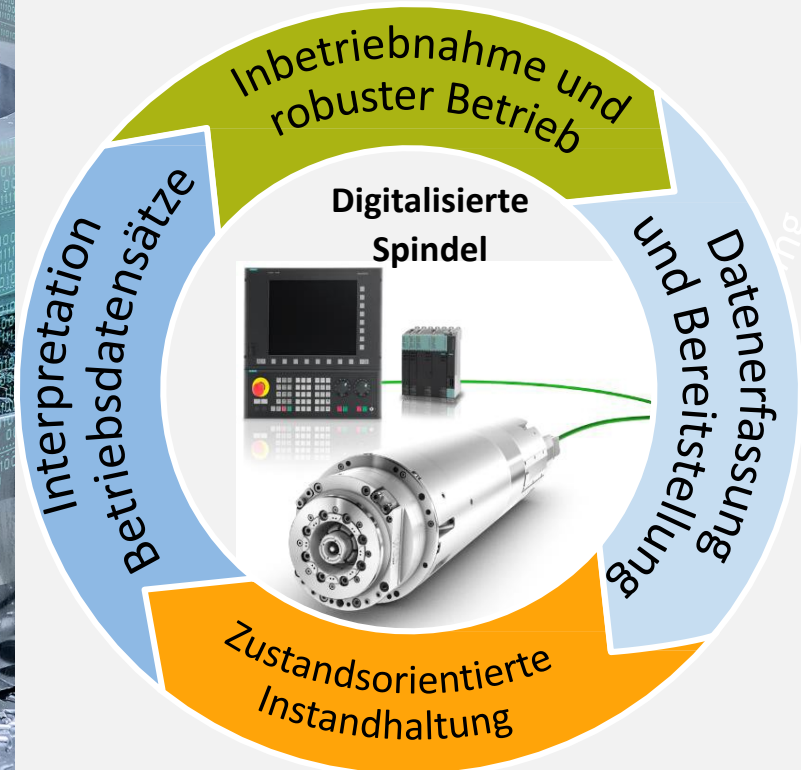 Inbetriebnahme und
robuster Betrieb
Digitalisierte
Spindel
Datenerfassung
und Bereitstellung
Zustandsorientierte
Instandhaltung
Interpretation
Betriebsdatensätze